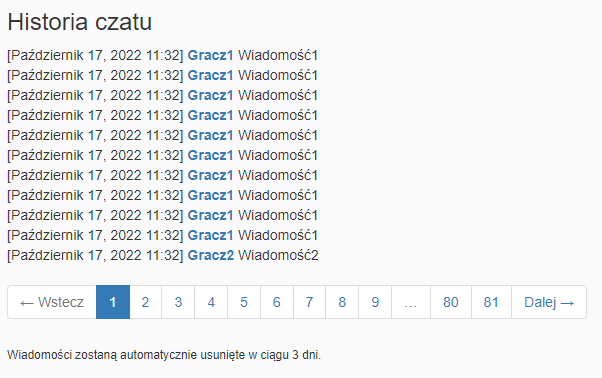 Historia czatu
[Październik 17, 2022 11:32] Gracz1 Wiadomość1
[Październik 17, 2022 11:32] Gracz1 Wiadomość1
[Październik 17, 2022 11:32] Gracz1 Wiadomość1
[Październik 17, 2022 11:32] Gracz1 Wiadomość1
[Październik 17, 2022 11:32] Gracz1 Wiadomość1
[Październik 17, 2022 11:32] Gracz1 Wiadomość1
[Październik 17, 2022 11:32] Gracz1 Wiadomość1
[Październik 17, 2022 11:32] Gracz1 Wiadomość1
[Październik 17, 2022 11:32] Gracz1 Wiadomość1
[Październik 17, 2022 11:32] Gracz1 Wiadomość1
[Październik 17, 2022 11:32] Gracz2 Wiadomość2
← Wstecz 1 2 3 4 5 6 7 8 9 … 80 81 Dalej →
Wiadomości zostaną automatycznie usunięte w ciągu 3 dni.